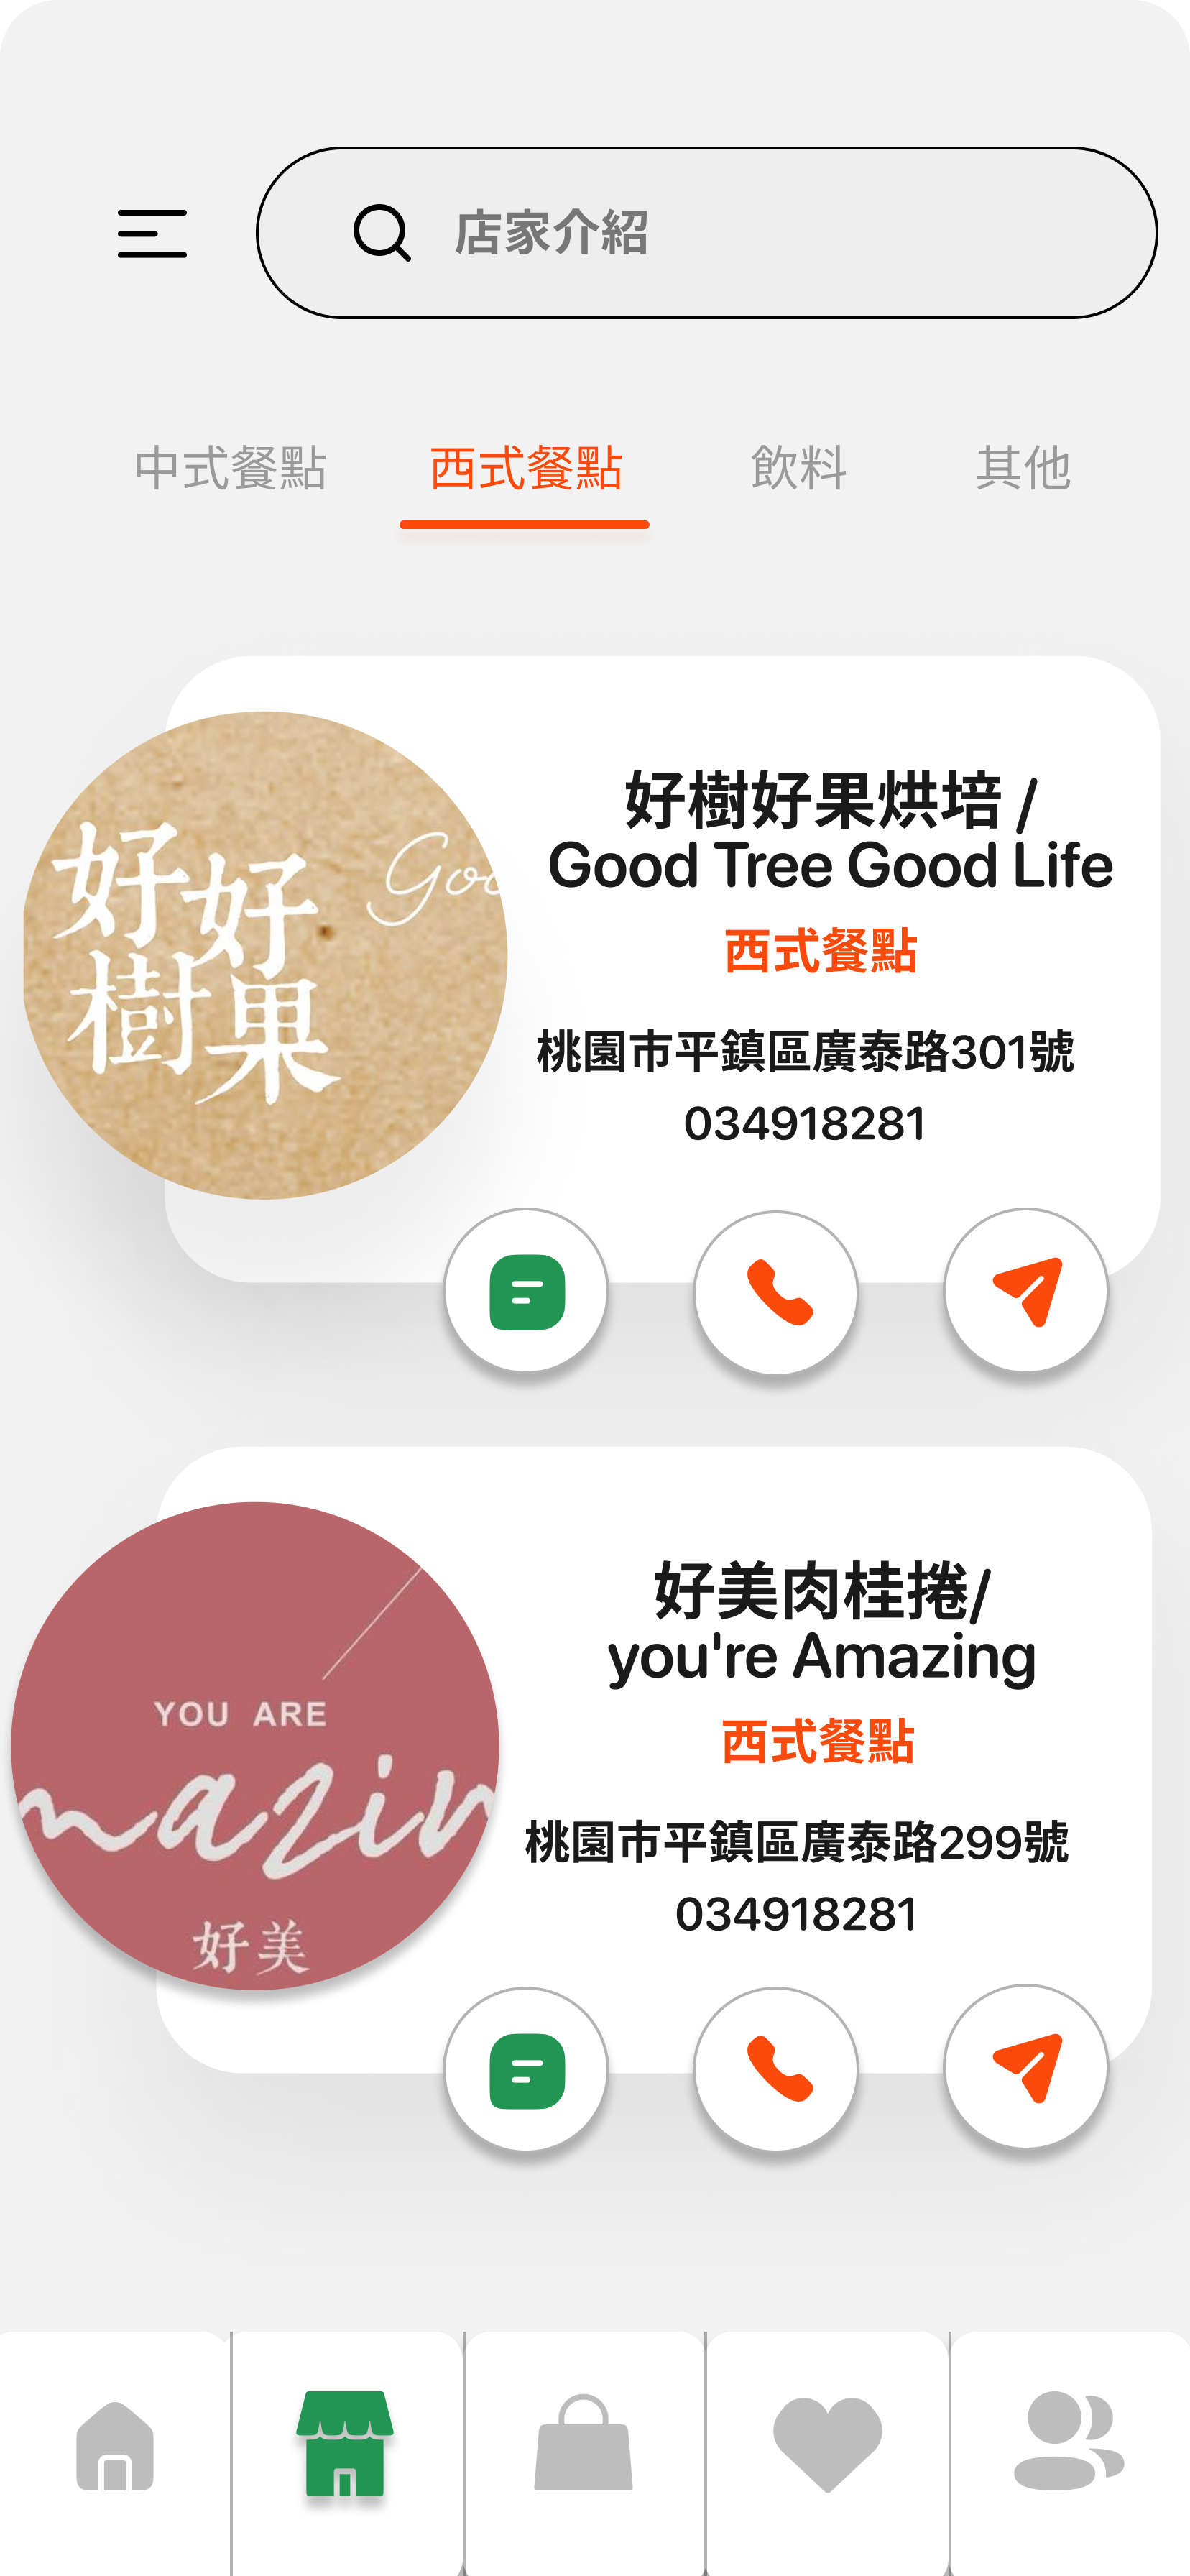 店家介紹
中式餐點 西式餐點 飲料 其他
好樹好果烘培 /
Good Tree Good Life
西式餐點
桃園市平鎮區廣泰路301號
034918281
好好
樹果
Goo
好美肉桂捲/
you're Amazing
西式餐點
桃園市平鎮區廣泰路299號
034918281
YOU ARE
mazin
好美